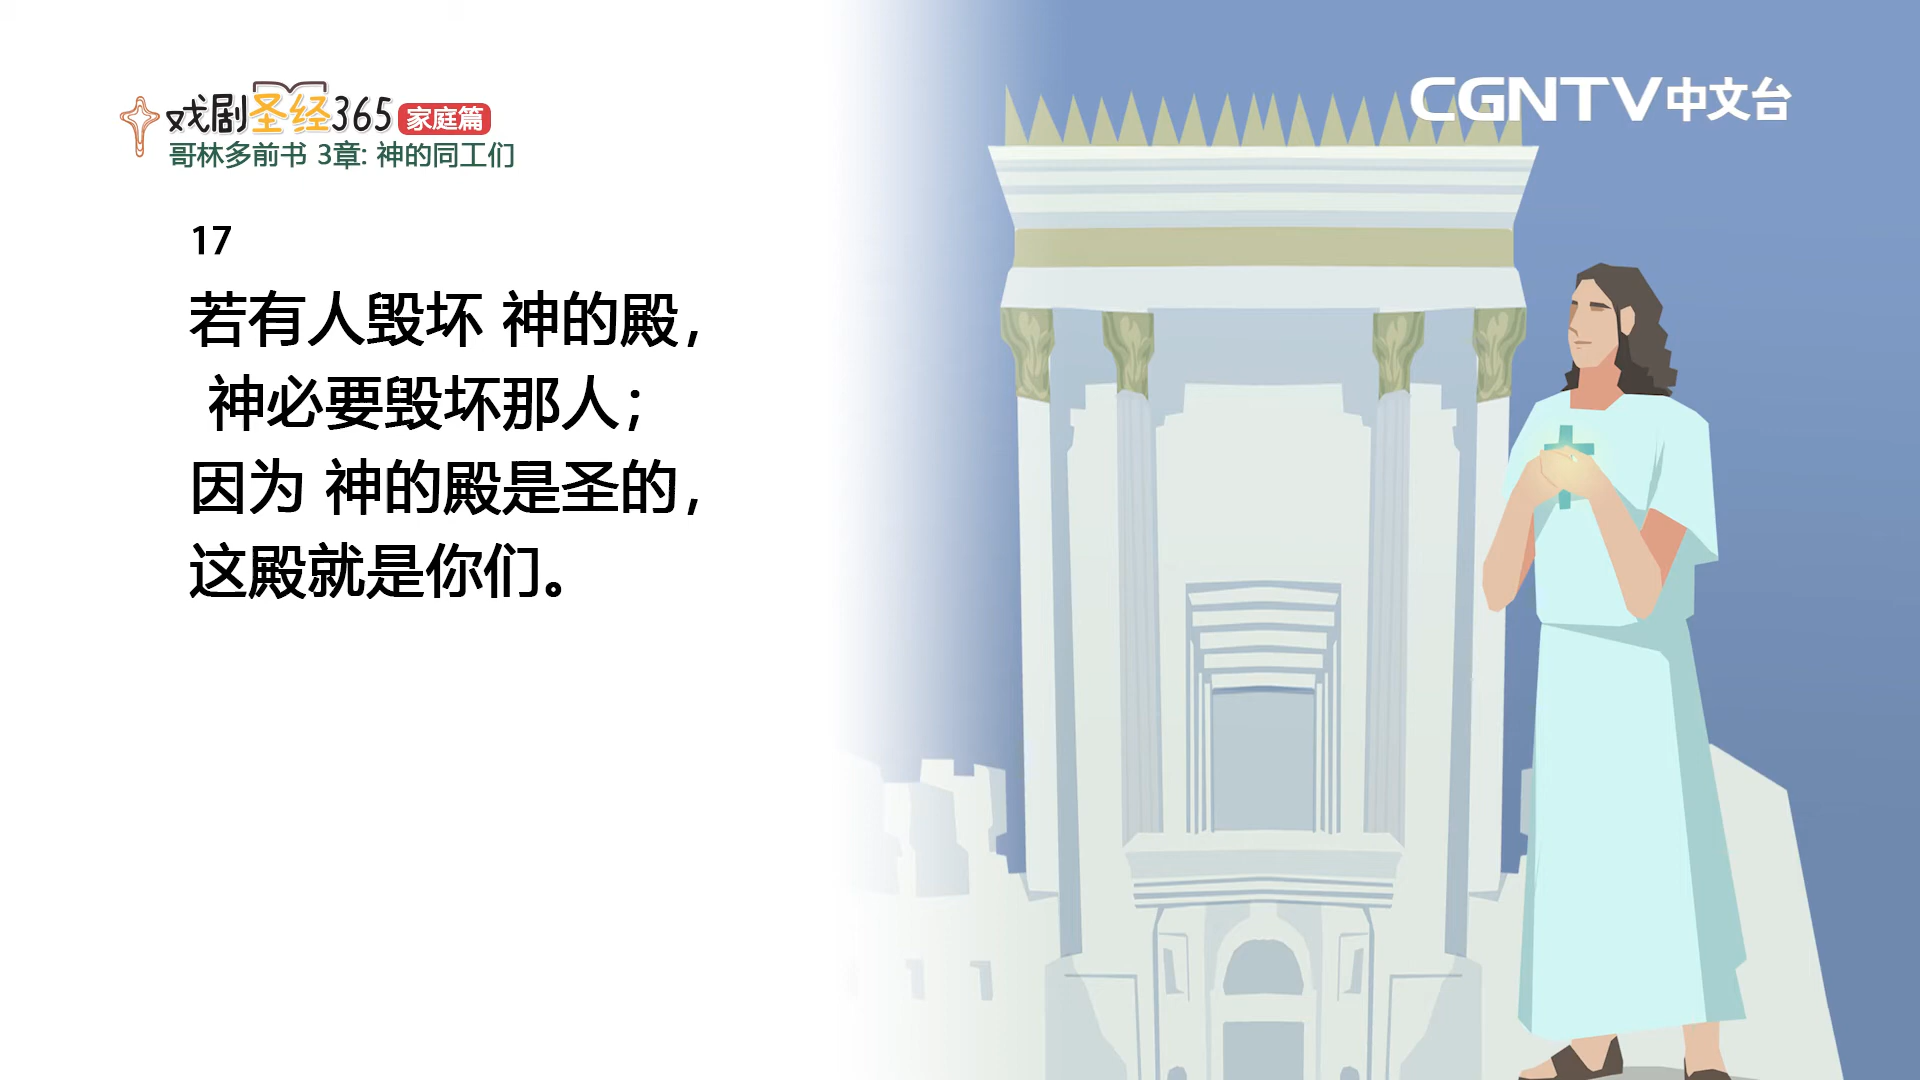 戏剧圣经365 家庭篇
哥林多前书 3章: 神的同工们
CGNTV中文台
17
若有人毁坏 神的殿，
神必要毁坏那人；
因为 神的殿是圣的，
这殿就是你们。